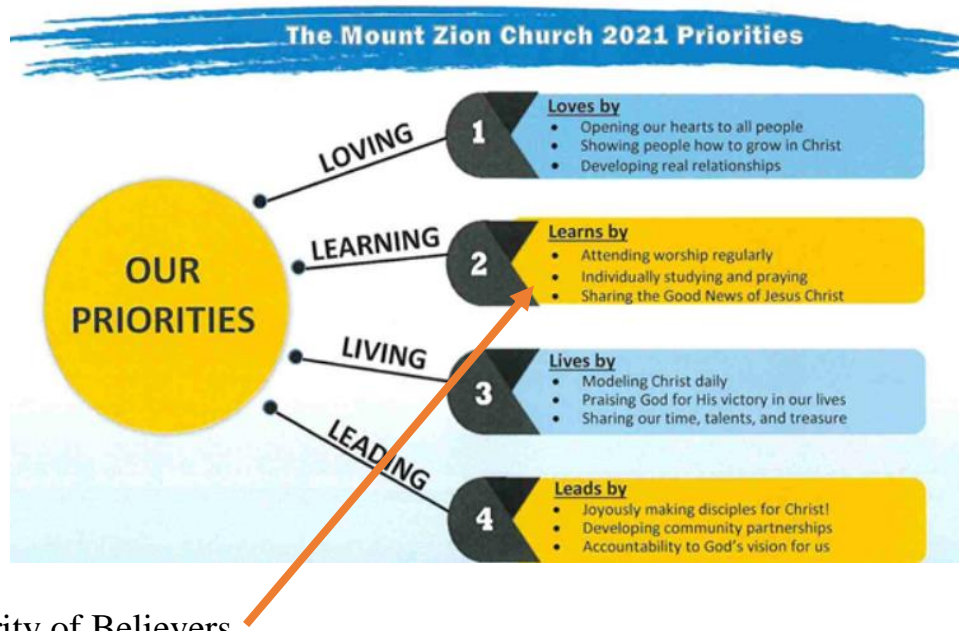 The Mount Zion Church 2021 Priorities
OUR
PRIORITIES
LOVING
1
Loves by
• Opening our hearts to all people
• Showing people how to grow in Christ
• Developing real relationships
LEARNING
2
Learns by
• Attending worship regularly
• Individually studying and praying
• Sharing the Good News of Jesus Christ
LIVING
3
Lives by
• Modeling Christ daily
• Praising God for His victory in our lives
• Sharing our time, talents, and treasure
LEADING
4
Leads by
• Joyously making disciples for Christ!
• Developing community partnerships
• Accountability to God's vision for us
of Believers